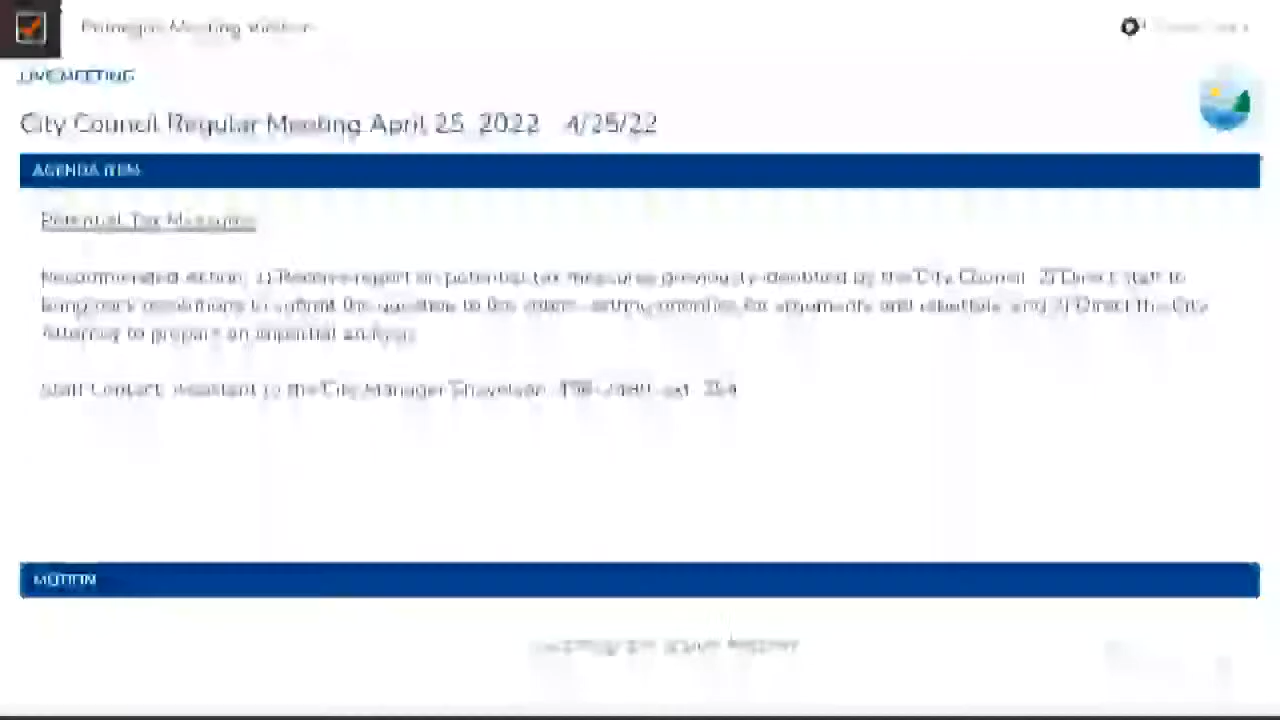 LIVE MEETING
City Council Regular Meeting April 25, 2022 4/25/22
AGENDA ITEM
Potential Tax Measures
Recommended Action: 1) Receive report on potential tax measures previously identified by the City Council; 2) Direct staff to
bring back resolutions to submit the question to the voters, setting priorities for arguments and rebuttals; and 3) Direct the City
Attorney to prepare an impartial analysis.
Staff Contact: Assistant to the City Manager Shavelson,
MOTION